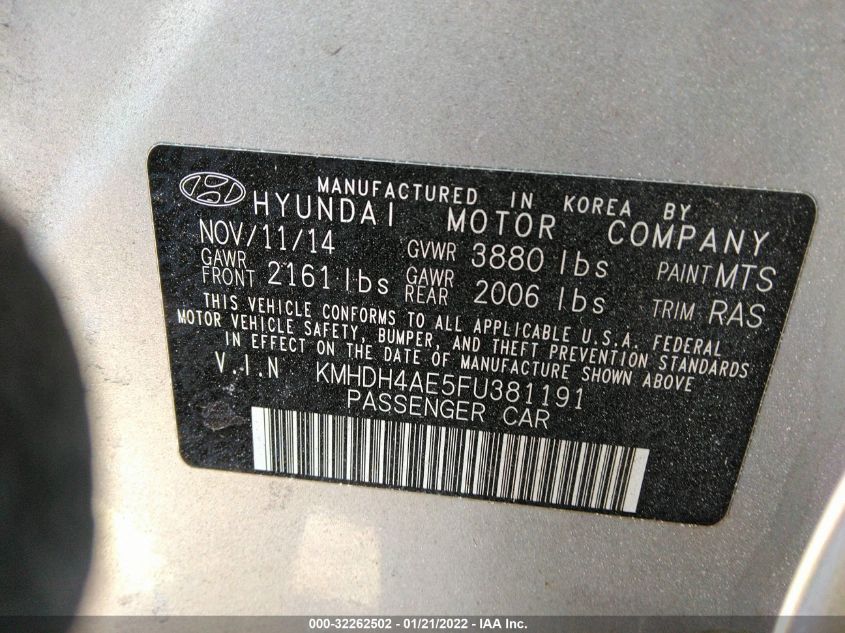 MANUFACTURED IN KOREA BY
HYUNDAI MOTOR COMPANY
NOV/11/14 GVWR 3880 lbs PAINT MTS
GAWR FRONT 2161 lbs GAWR REAR 2006 lbs TRIM RAS
THIS VEHICLE CONFORMS TO ALL APPLICABLE U.S.A. FEDERAL
MOTOR VEHICLE SAFETY, BUMPER, AND THEFT PREVENTION STANDARDS
IN EFFECT ON THE DATE OF MANUFACTURE SHOWN ABOVE
V.I.N KMHDH4AE5FU381191
PASSENGER CAR
000-32262502 - 01/21/2022 - IAA Inc.